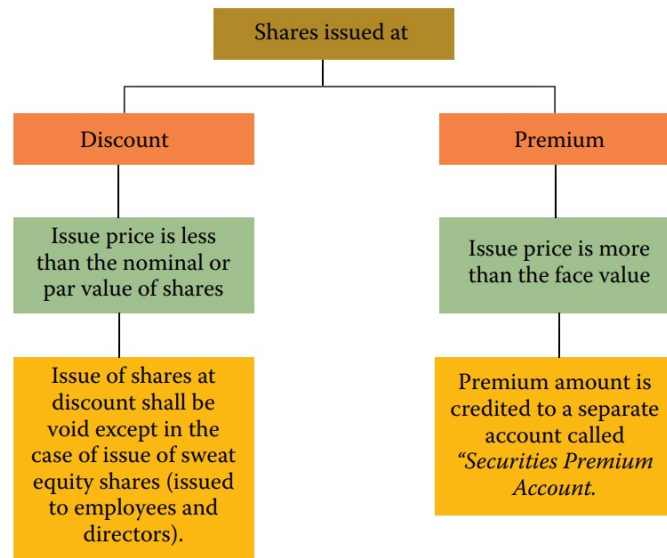 Shares issued at
Discount
Premium
Issue price is less
than the nominal or
par value of shares
Issue price is more
than the face value
Issue of shares at
discount shall be
void except in the
case of issue of sweat
equity shares (issued
to employees and
directors).
Premium amount is
credited to a separate
account called
“Securities Premium
Account.